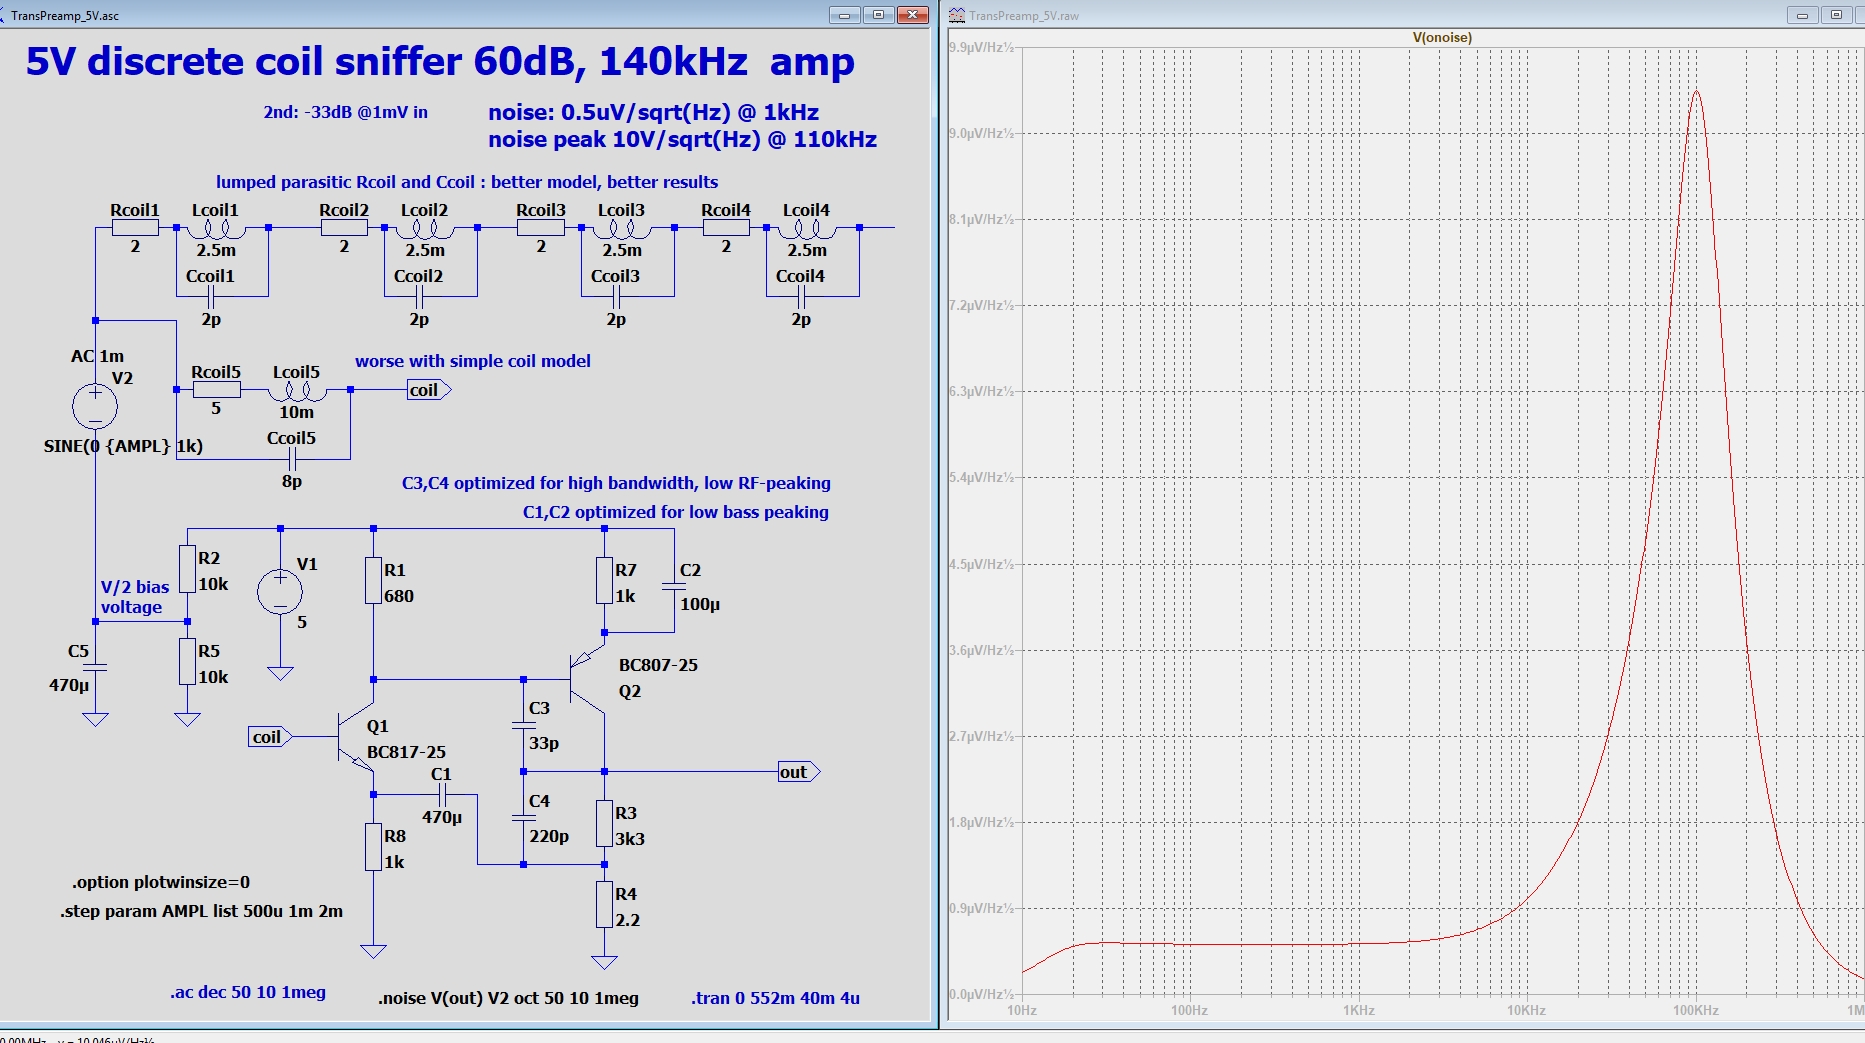 TransPreamp_5V.asc
5V discrete coil sniffer 60dB, 140kHz  amp
2nd: -33dB @1mV in
noise: 0.5uV/sqrt(Hz) @ 1kHz
noise peak 10V/sqrt(Hz) @ 110kHz
lumped parasitic Rcoil and Ccoil : better model, better results
Rcoil1 Lcoil1 Rcoil2 Lcoil2 Rcoil3 Lcoil3 Rcoil4 Lcoil4
2 2.5m 2 2.5m 2 2.5m 2 2.5m
Ccoil1 Ccoil2 Ccoil3 Ccoil4
2p 2p 2p 2p
AC 1m
V2
SINE(0 {AMPL} 1k)
worse with simple coil model
Rcoil5 Lcoil5
coil
5 10m
Ccoil5
8p
C3,C4 optimized for high bandwidth, low RF-peaking
C1,C2 optimized for low bass peaking
R2
10k
V1
5
R1
680
R7
1k
C2
100µ
V/2 bias
voltage
C5
470µ
R5
10k
BC807-25
Q2
coil
Q1
BC817-25
C3
33p
C1
470µ
out
C4
220p
R3
3k3
R8
1k
R4
2.2
.option plotwinsize=0
.step param AMPL list 500u 1m 2m
.ac dec 50 10 1meg
.noise V(out) V2 oct 50 10 1meg
.tran 0 552m 40m 4u
TransPreamp_5V.raw
V(onoise)
9.9µV/Hz½
9.0µV/Hz½
8.1µV/Hz½
7.2µV/Hz½
6.3µV/Hz½
5.4µV/Hz½
4.5µV/Hz½
3.6µV/Hz½
2.7µV/Hz½
1.8µV/Hz½
0.9µV/Hz½
0.0µV/Hz½
10Hz 100Hz 1KHz 10KHz 100KHz 1M